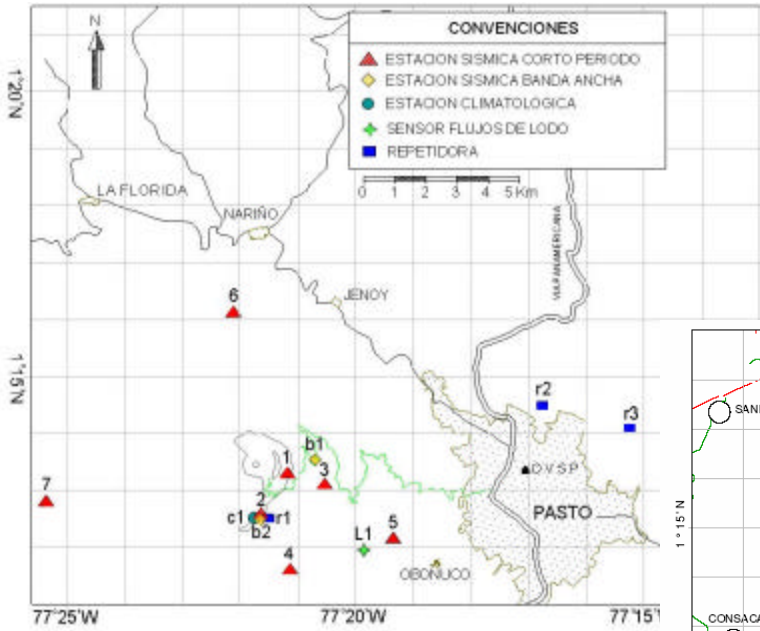 N
CONVENCIONES
ESTACION SISMICA CORTO PERIODO
ESTACION SISMICA BANDA ANCHA
ESTACION CLIMATOLOGICA
SENSOR FLUJOS DE LODO
REPETIDORA
0 1 2 3 4 5 Km
1°20'N
LA FLORIDA
NARIÑO
VIA PANAMERICANA
JENOY
6
1°15'N
r2
r3
b1
1
3
7
2
c1
r1
b2
4
L1
5
O V S P
PASTO
OBONUCO
77°25'W
77°20'W
77°15'
SAN
1° 15' N
CONSACA